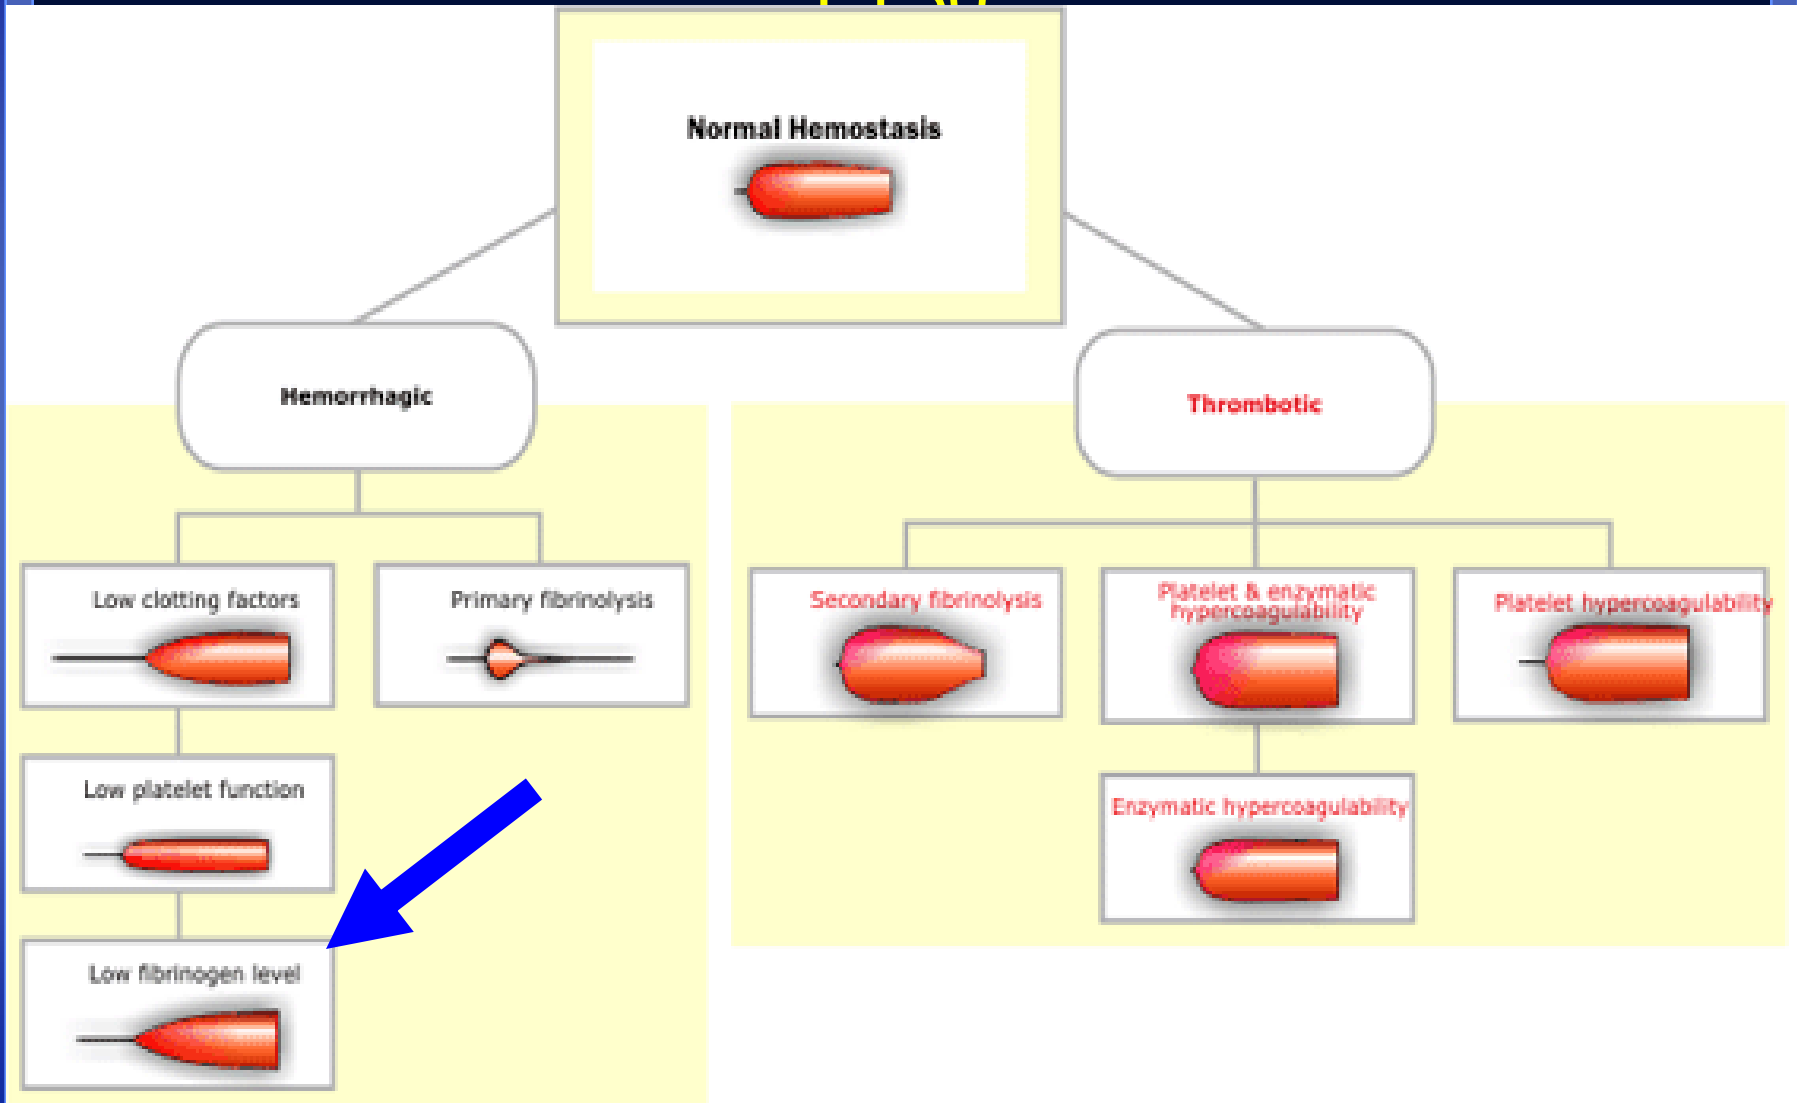 Normal Hemostasis
Hemorrhagic
Thrombotic
Low clotting factors
Primary fibrinolysis
Secondary fibrinolysis
Platelet & enzymatic
hypercoagulability
Platelet hypercoagulability
Low platelet function
Enzymatic hypercoagulability
Low fibrinogen level